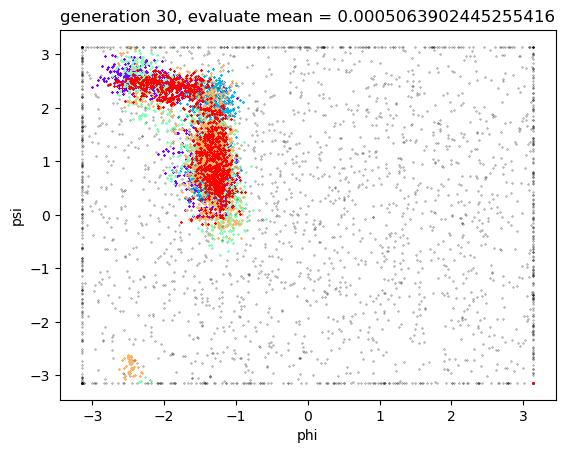 generation 30, evaluate mean = 0.0005063902445255416
3
2
1
0
−1
−2
−3
psi
−3 −2 −1 0 1 2 3
phi